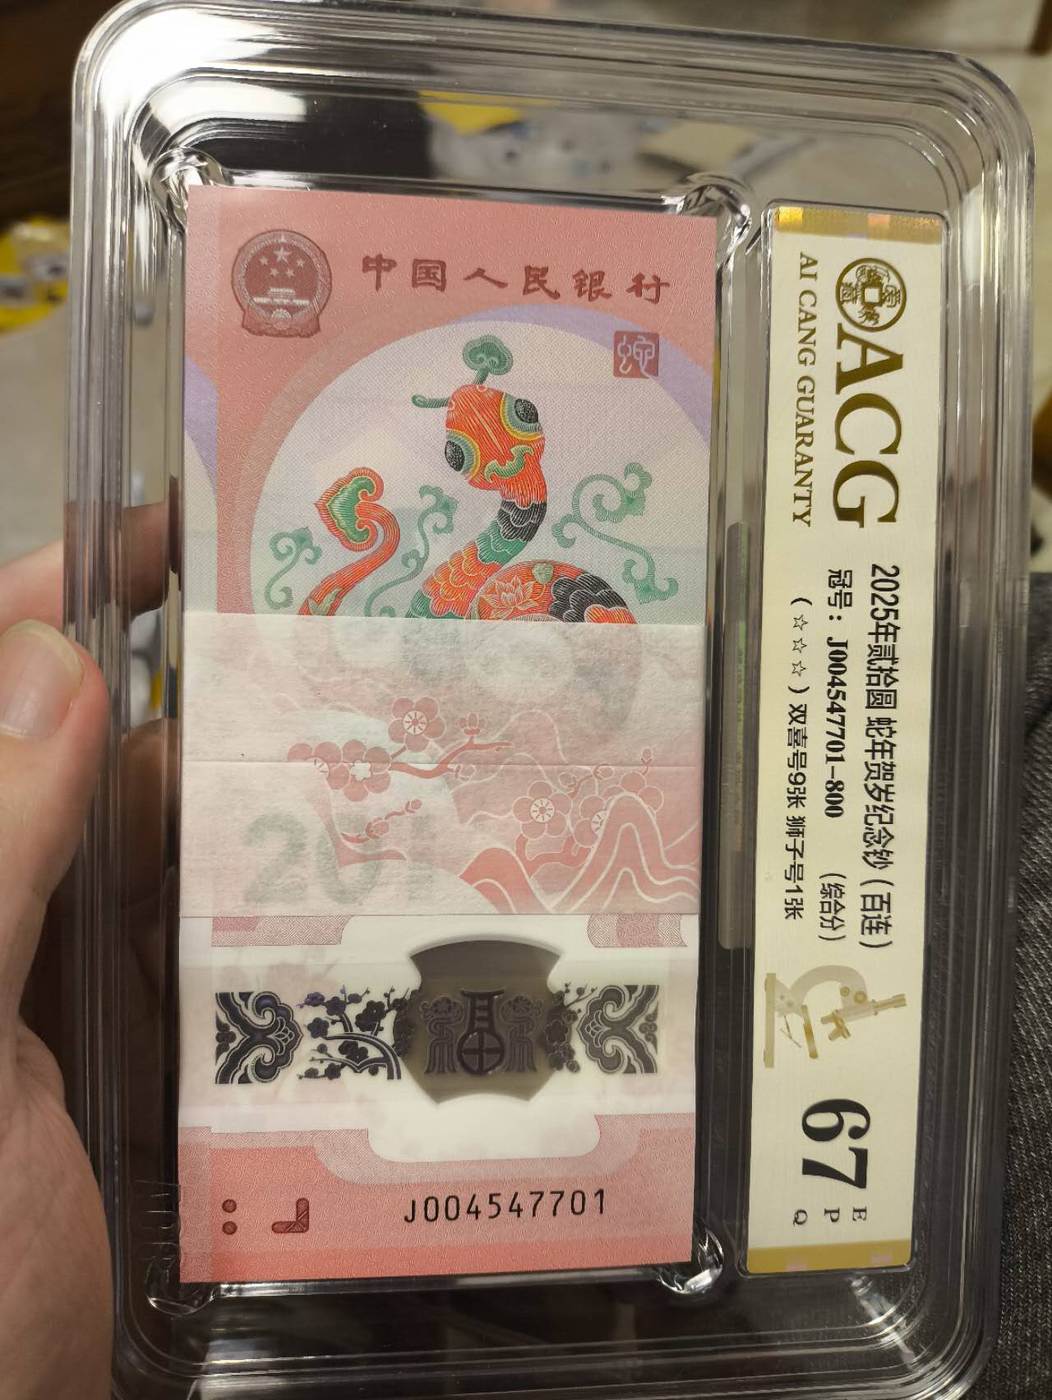 中国人民银行
蛇
20
J004547701
ACG
AI CANG GUARANTY
2025年贰拾圆 蛇年贺岁纪念钞（百连）
冠号：J004547701-800 （综合分）
（☆☆☆）双喜号9张 狮子号1张
67
E
P
Q